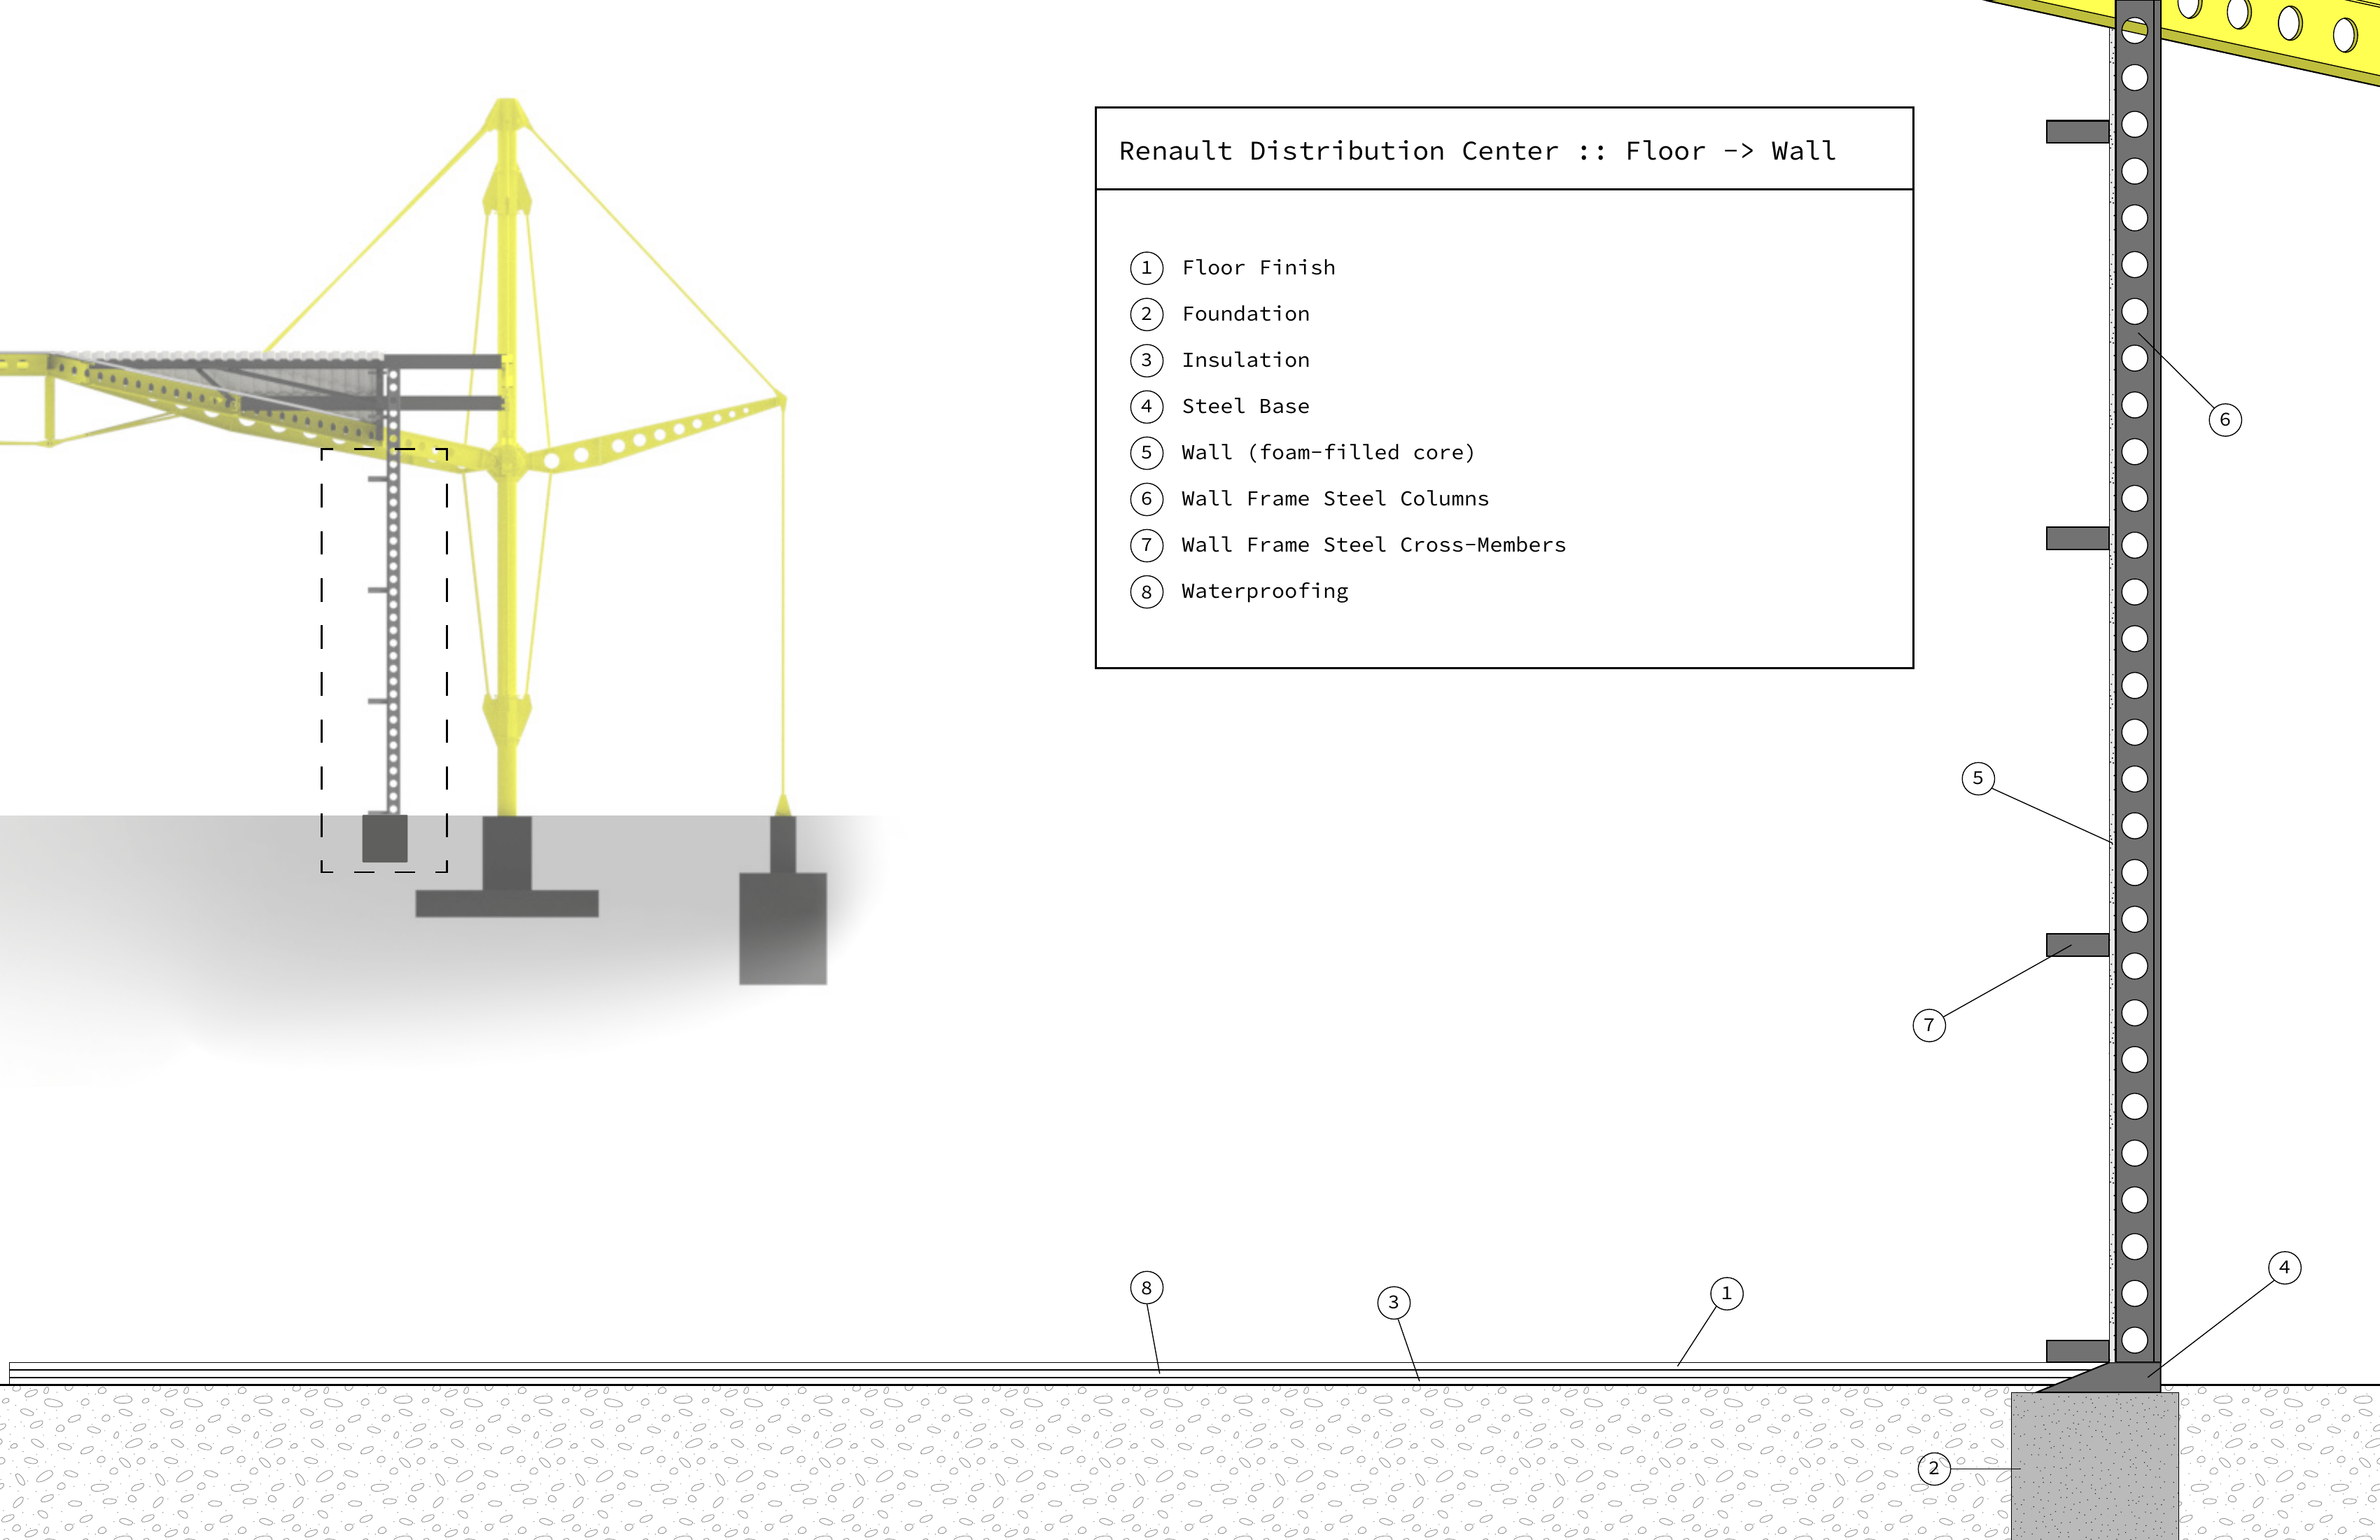 Renault Distribution Center :: Floor -> Wall
1 Floor Finish
2 Foundation
3 Insulation
4 Steel Base
5 Wall (foam-filled core)
6 Wall Frame Steel Columns
7 Wall Frame Steel Cross-Members
8 Waterproofing
6
5
7
4
8
3
1
2